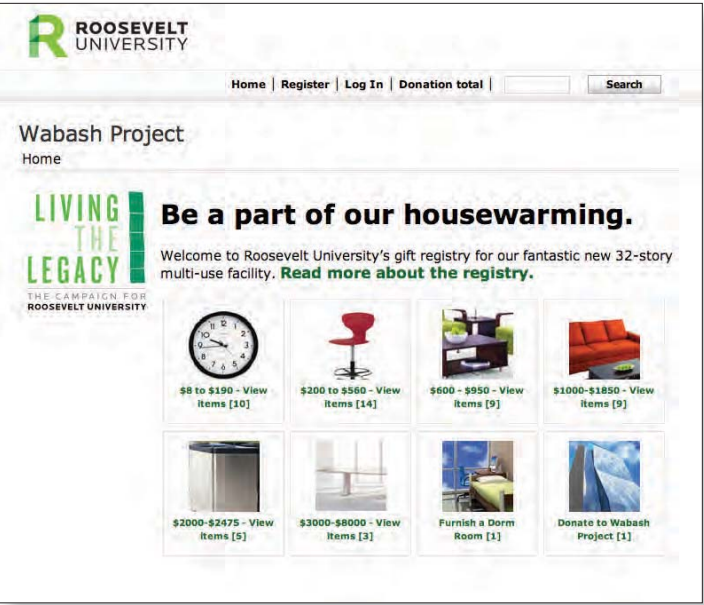 ROOSEVELT
UNIVERSITY
Home | Register | Log In | Donation total |
Search
Wabash Project
Home
LIVING
THE
LEGACY
THE CAMPAIGN FOR
ROOSEVELT UNIVERSITY
Be a part of our housewarming.
Welcome to Roosevelt University's gift registry for our fantastic new 32-story
multi-use facility. Read more about the registry.
$8 to $190 - View
items [10]
$200 to $560 - View
items [14]
$600 - $950 - View
items [9]
$1000-$1850 - View
items [9]
$2000-$2475 - View
items [5]
$3000-$8000 - View
items [3]
Furnish a Dorm
Room [1]
Donate to Wabash
Project [1]